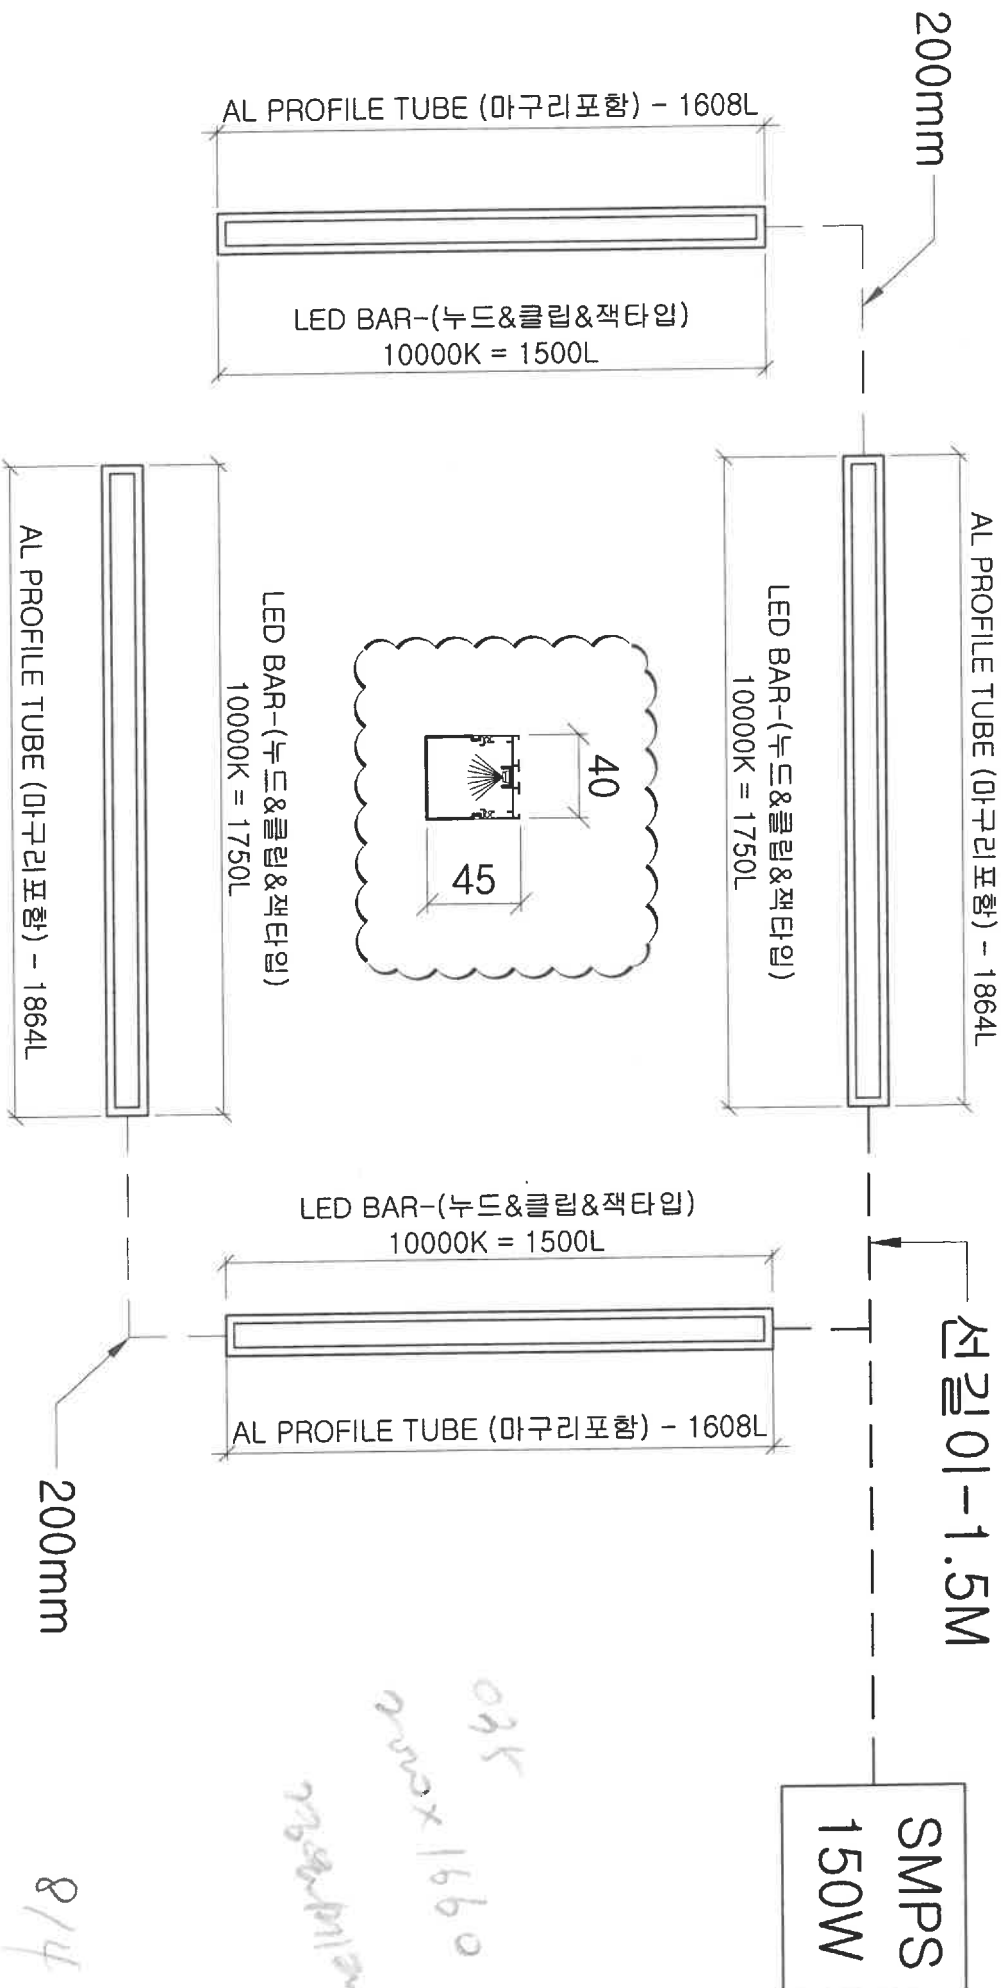 AL PROFILE TUBE (마구리포함) - 1864L
LED BAR-(누드&클립&잭타입)
10000K = 1750L
200mm
선길이-1.5M
SMPS
150W
AL PROFILE TUBE (마구리포함) - 1608L
LED BAR-(누드&클립&잭타입)
10000K = 1500L
40
45
LED BAR-(누드&클립&잭타입)
10000K = 1500L
AL PROFILE TUBE (마구리포함) - 1608L
LED BAR-(누드&클립&잭타입)
10000K = 1750L
AL PROFILE TUBE (마구리포함) - 1864L
200mm
8/4